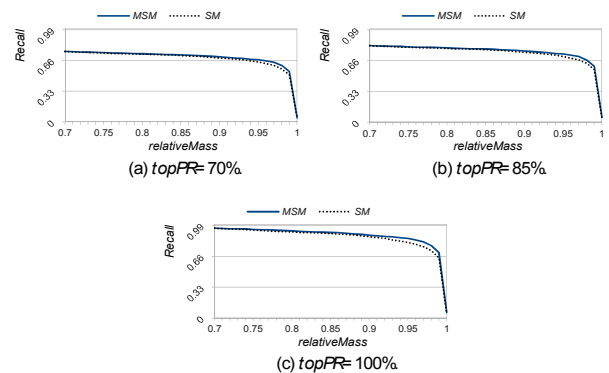 MSM SM
Recall
0.99
0.66
0.33
0
0.7 0.75 0.8 0.85 0.9 0.95 1
relativeMass
(a) topPR= 70%.
MSM SM
Recall
0.99
0.66
0.33
0
0.7 0.75 0.8 0.85 0.9 0.95 1
relativeMass
(b) topPR= 85%.
MSM SM
Recall
0.99
0.66
0.33
0
0.7 0.75 0.8 0.85 0.9 0.95 1
relativeMass
(c) topPR= 100%.